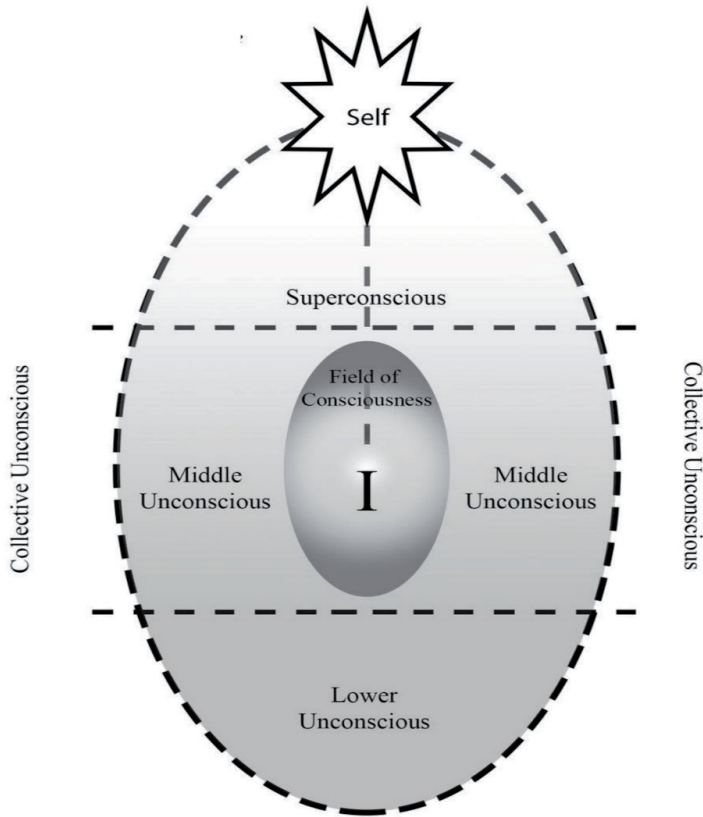 Self
Superconscious
Field of
Consciousness
Collective Unconscious
Middle
Unconscious
I
Middle
Unconscious
Collective Unconscious
Lower
Unconscious